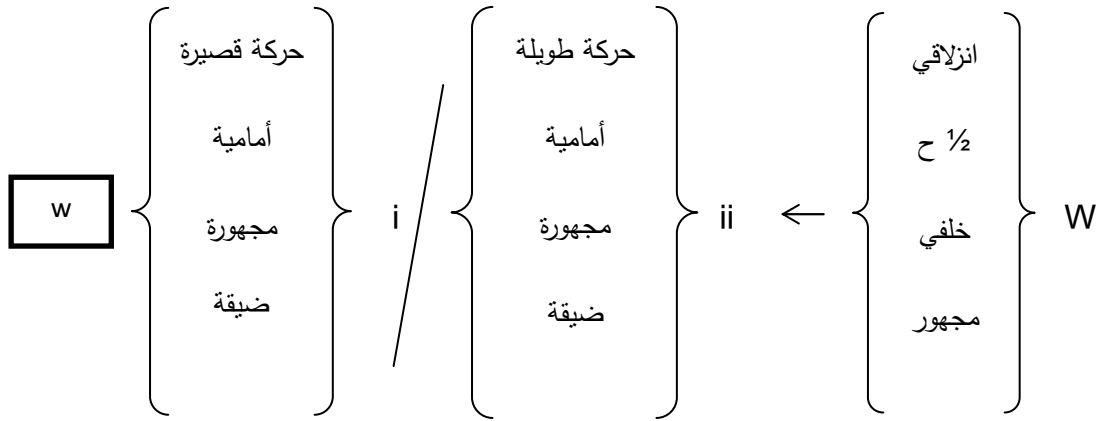 W
انزلاقي
½ ح
خلفي
مجهور
←
ii
حركة طويلة
أمامية
مجهورة
ضيقة
/
i
حركة قصيرة
أمامية
مجهورة
ضيقة
w